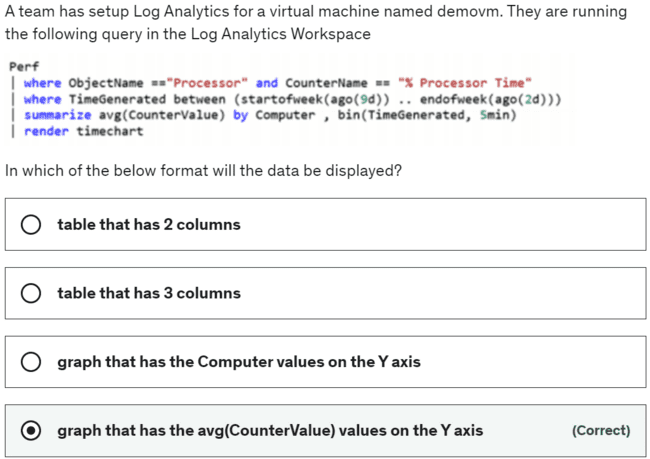 A team has setup Log Analytics for a virtual machine named demovm. They are running
the following query in the Log Analytics Workspace
Perf
| where ObjectName =="Processor" and CounterName == "% Processor Time"
| where TimeGenerated between (startofweek(ago(9d)) .. endofweek(ago(2d)))
| summarize avg(CounterValue) by Computer , bin(TimeGenerated, 5min)
| render timechart
In which of the below format will the data be displayed?
table that has 2 columns
table that has 3 columns
graph that has the Computer values on the Y axis
graph that has the avg(CounterValue) values on the Y axis (Correct)